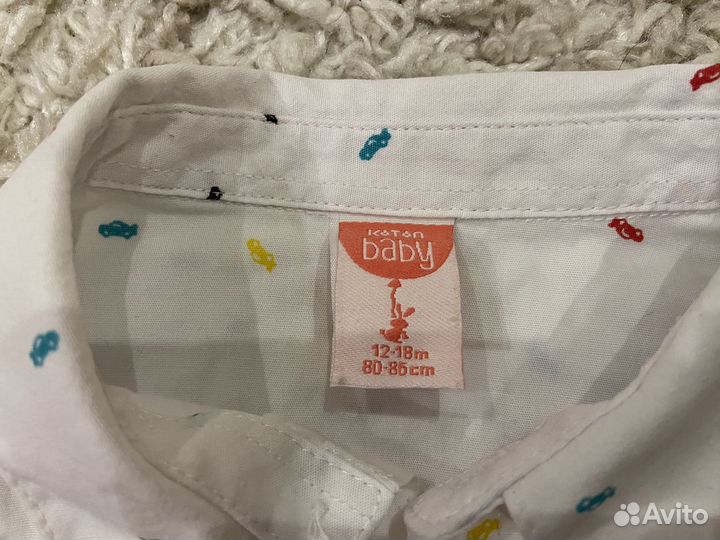 KOTON
baby
12-18m
80-86cm
Avito